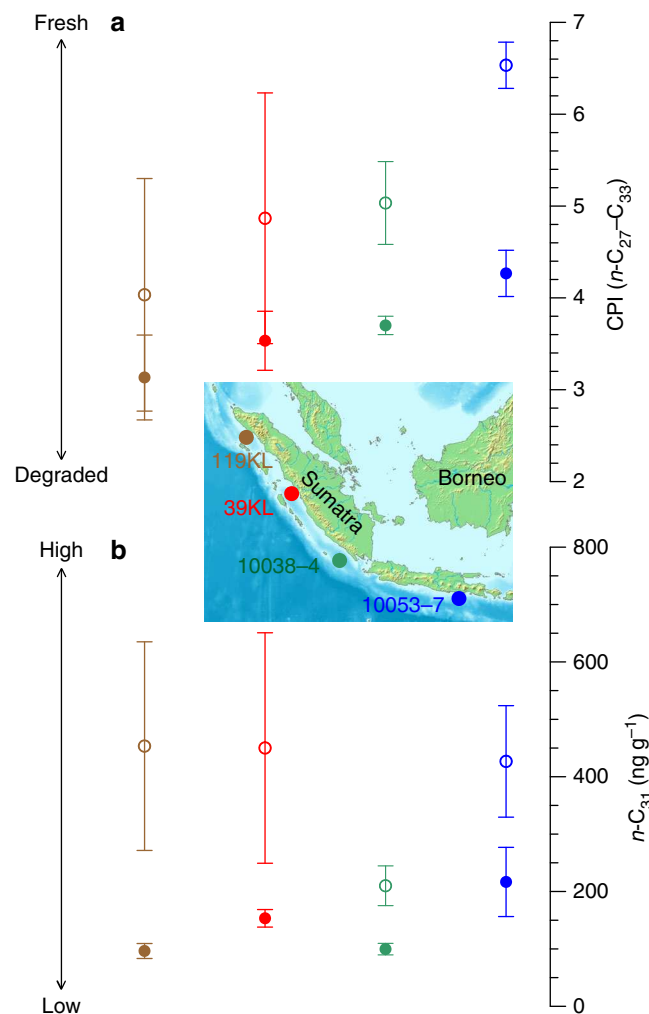 Fresh
a
7
6
5
4
3
2
CPI (n-C₂₇–C₃₃)
Degraded
119KL
39KL
Sumatra
Borneo
10038–4
10053–7
High
b
800
600
400
200
0
n-C₃₁ (ng g⁻¹)
Low